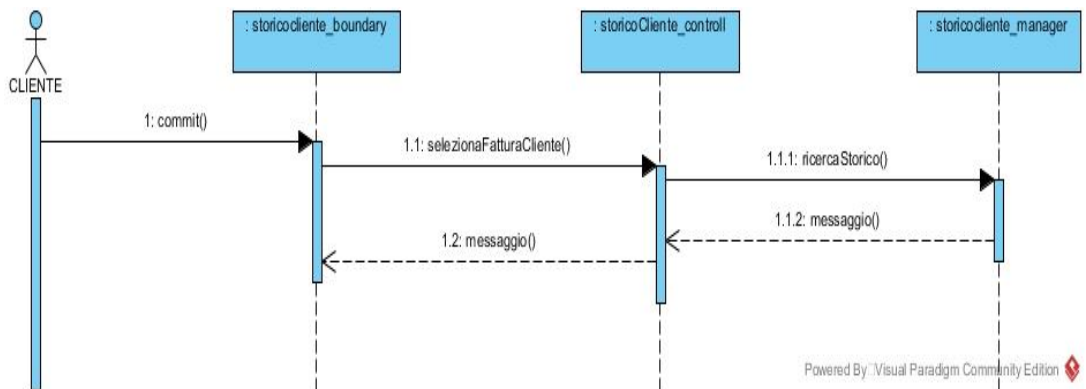 : storicocliente_boundary
: storicoCliente_controll
: storicocliente_manager
CLIENTE
1: commit()
1.1: selezionaFatturaCliente()
1.1.1: ricercaStorico()
1.1.2: messaggio()
1.2: messaggio()
Powered By Visual Paradigm Community Edition